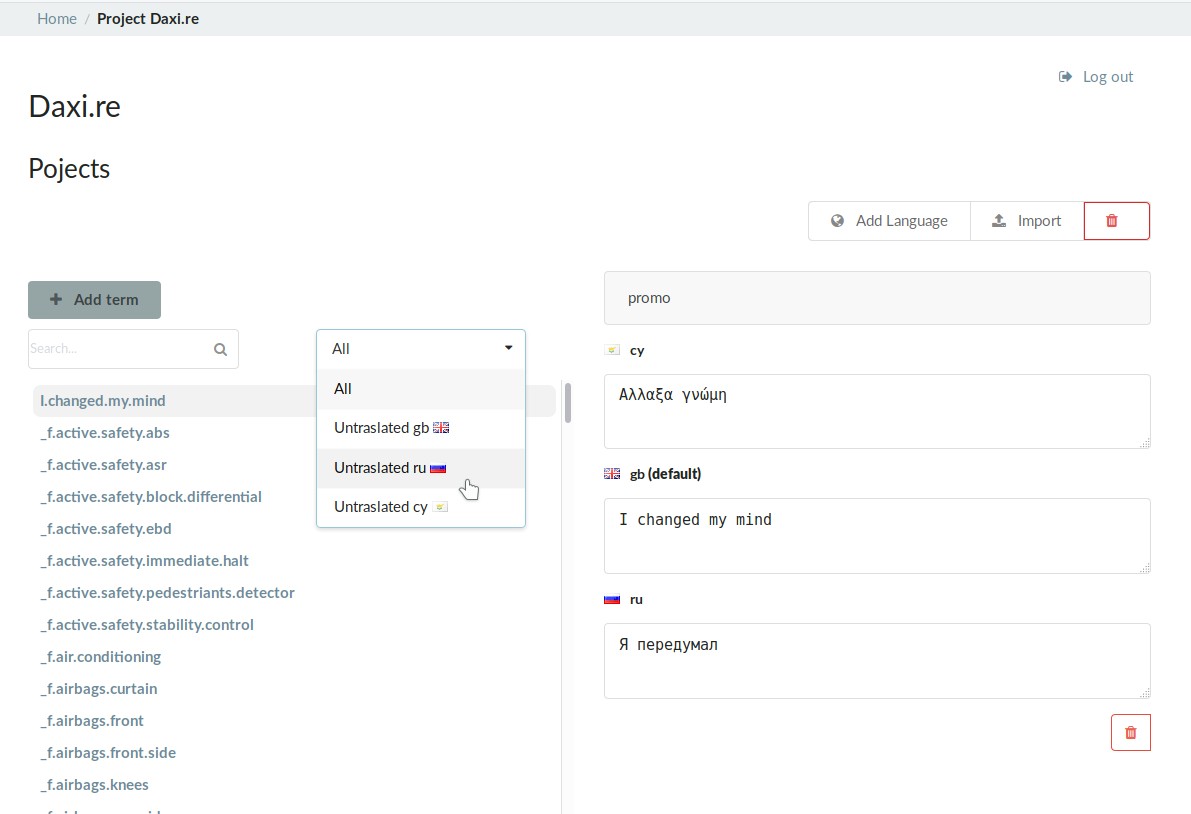 Home / Project Daxi.re
Log out
Daxi.re
Pojects
Add Language
Import
Add term
Search...
All
All
Untraslated gb
Untraslated ru
Untraslated cy
I.changed.my.mind
_f.active.safety.abs
_f.active.safety.asr
_f.active.safety.block.differential
_f.active.safety.ebd
_f.active.safety.immediate.halt
_f.active.safety.pedestriants.detector
_f.active.safety.stability.control
_f.air.conditioning
_f.airbags.curtain
_f.airbags.front
_f.airbags.front.side
_f.airbags.knees
promo
cy
Αλλαξα γνώμη
gb (default)
I changed my mind
ru
Я передумал